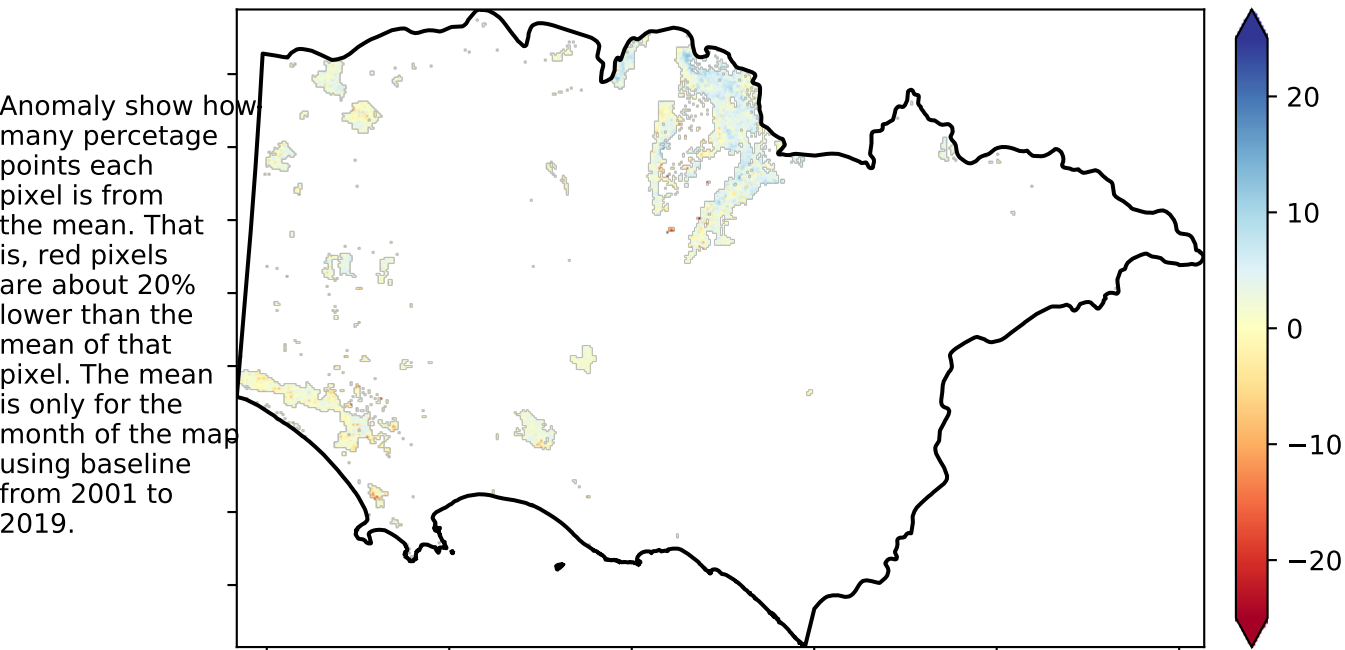 Anomaly show how
many percetage
points each
pixel is from
the mean. That
is, red pixels
are about 20%
lower than the
mean of that
pixel. The mean
is only for the
month of the map
using baseline
from 2001 to
2019.
20
10
0
−10
−20